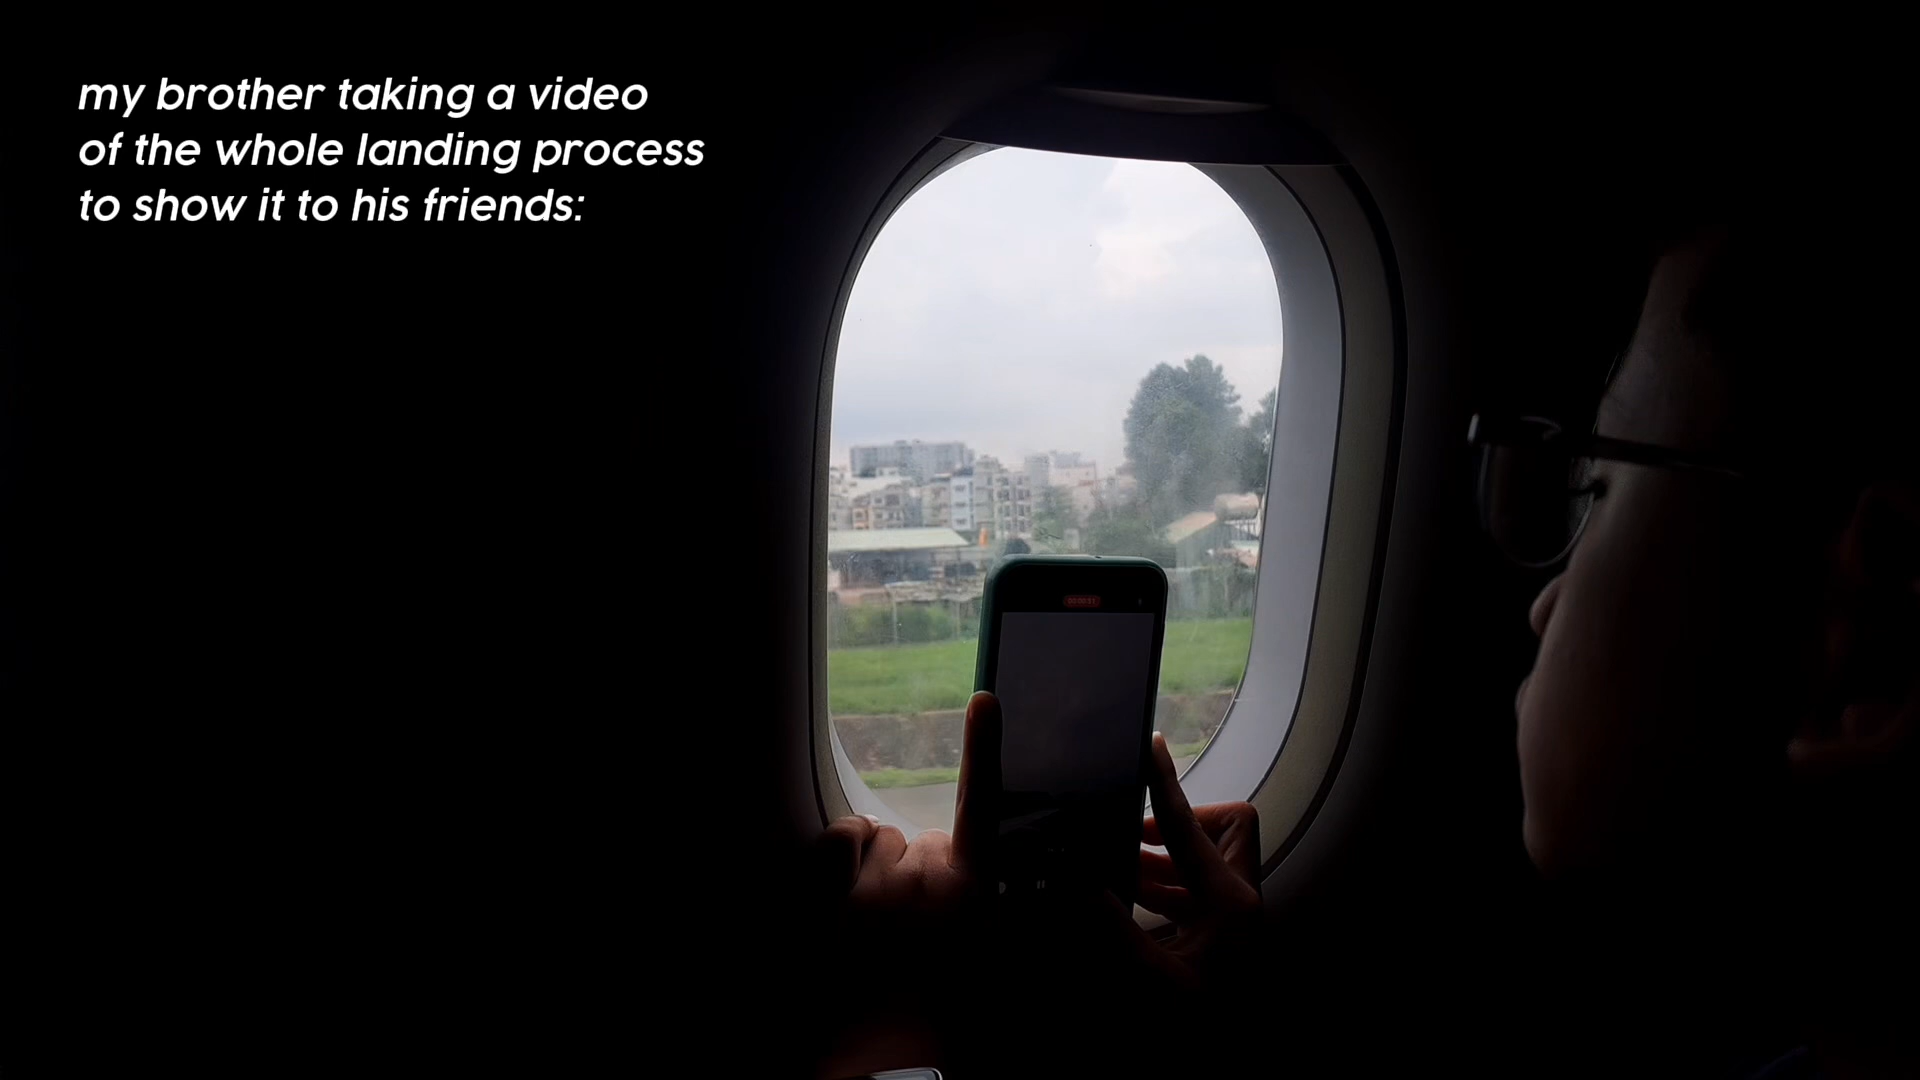 my brother taking a video
of the whole landing process
to show it to his friends: